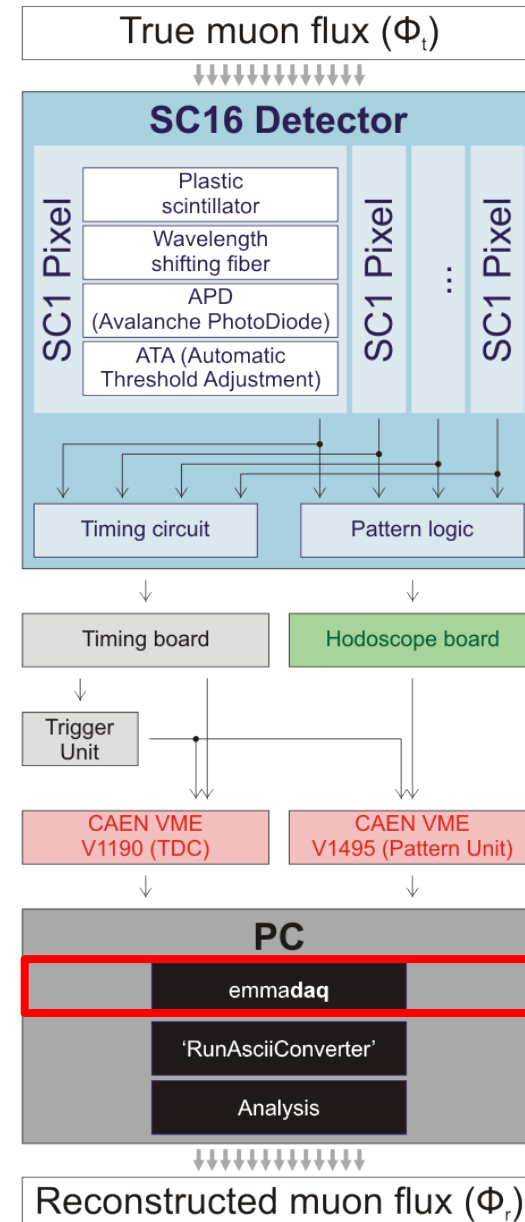 True muon flux (Φt)
SC16 Detector
SC1 Pixel
Plastic
scintillator
Wavelength
shifting fiber
APD
(Avalanche PhotoDiode)
ATA (Automatic
Threshold Adjustment)
SC1 Pixel
...
SC1 Pixel
Timing circuit
Pattern logic
Timing board
Hodoscope board
Trigger
Unit
CAEN VME
V1190 (TDC)
CAEN VME
V1495 (Pattern Unit)
PC
emmadaq
‘RunAsciiConverter’
Analysis
Reconstructed muon flux (Φr)